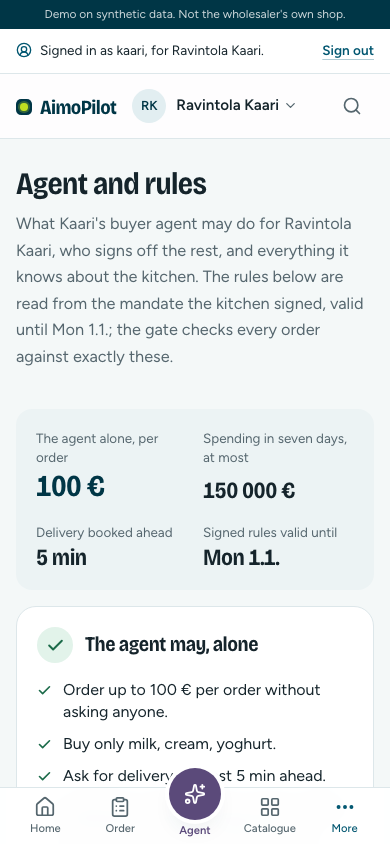 Demo on synthetic data. Not the wholesaler's own shop.
Signed in as kaari, for Ravintola Kaari. Sign out
AimoPilot RK Ravintola Kaari
Agent and rules
What Kaari's buyer agent may do for Ravintola
Kaari, who signs off the rest, and everything it
knows about the kitchen. The rules below are
read from the mandate the kitchen signed, valid
until Mon 1.1.; the gate checks every order
against exactly these.
The agent alone, per
order
100 €
Spending in seven days,
at most
150 000 €
Delivery booked ahead
5 min
Signed rules valid until
Mon 1.1.
The agent may, alone
Order up to 100 € per order without
asking anyone.
Buy only milk, cream, yoghurt.
Ask for delivery st 5 min ahead.
Home Order Agent Catalogue More